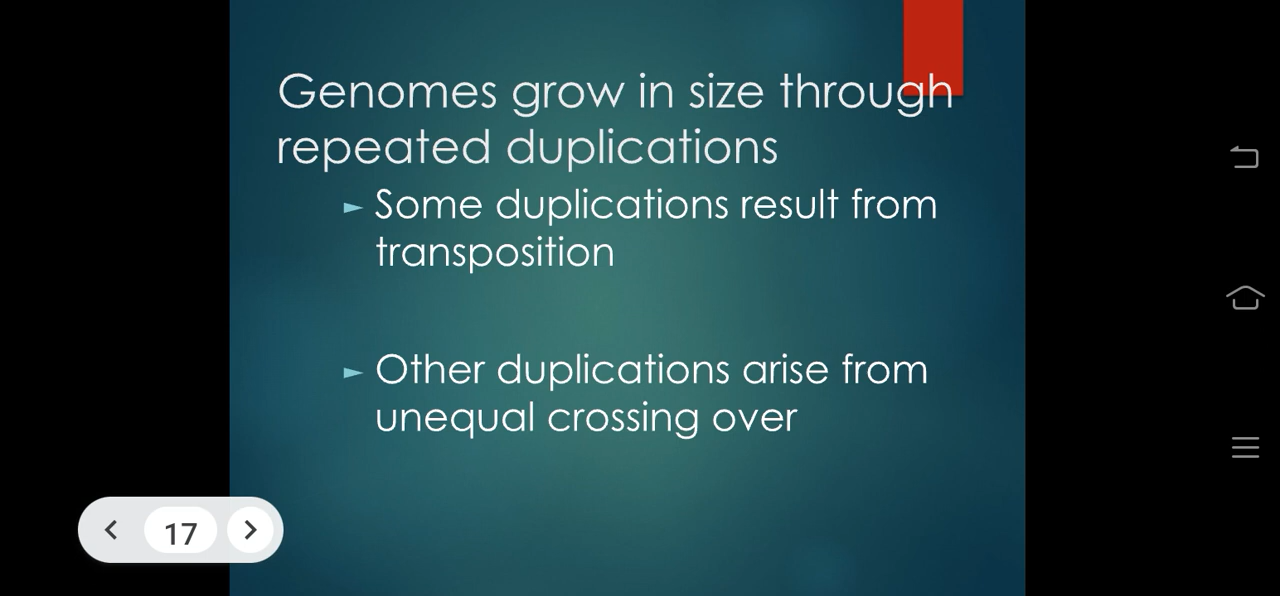 Genomes grow in size through
repeated duplications
► Some duplications result from
transposition
► Other duplications arise from
unequal crossing over
17